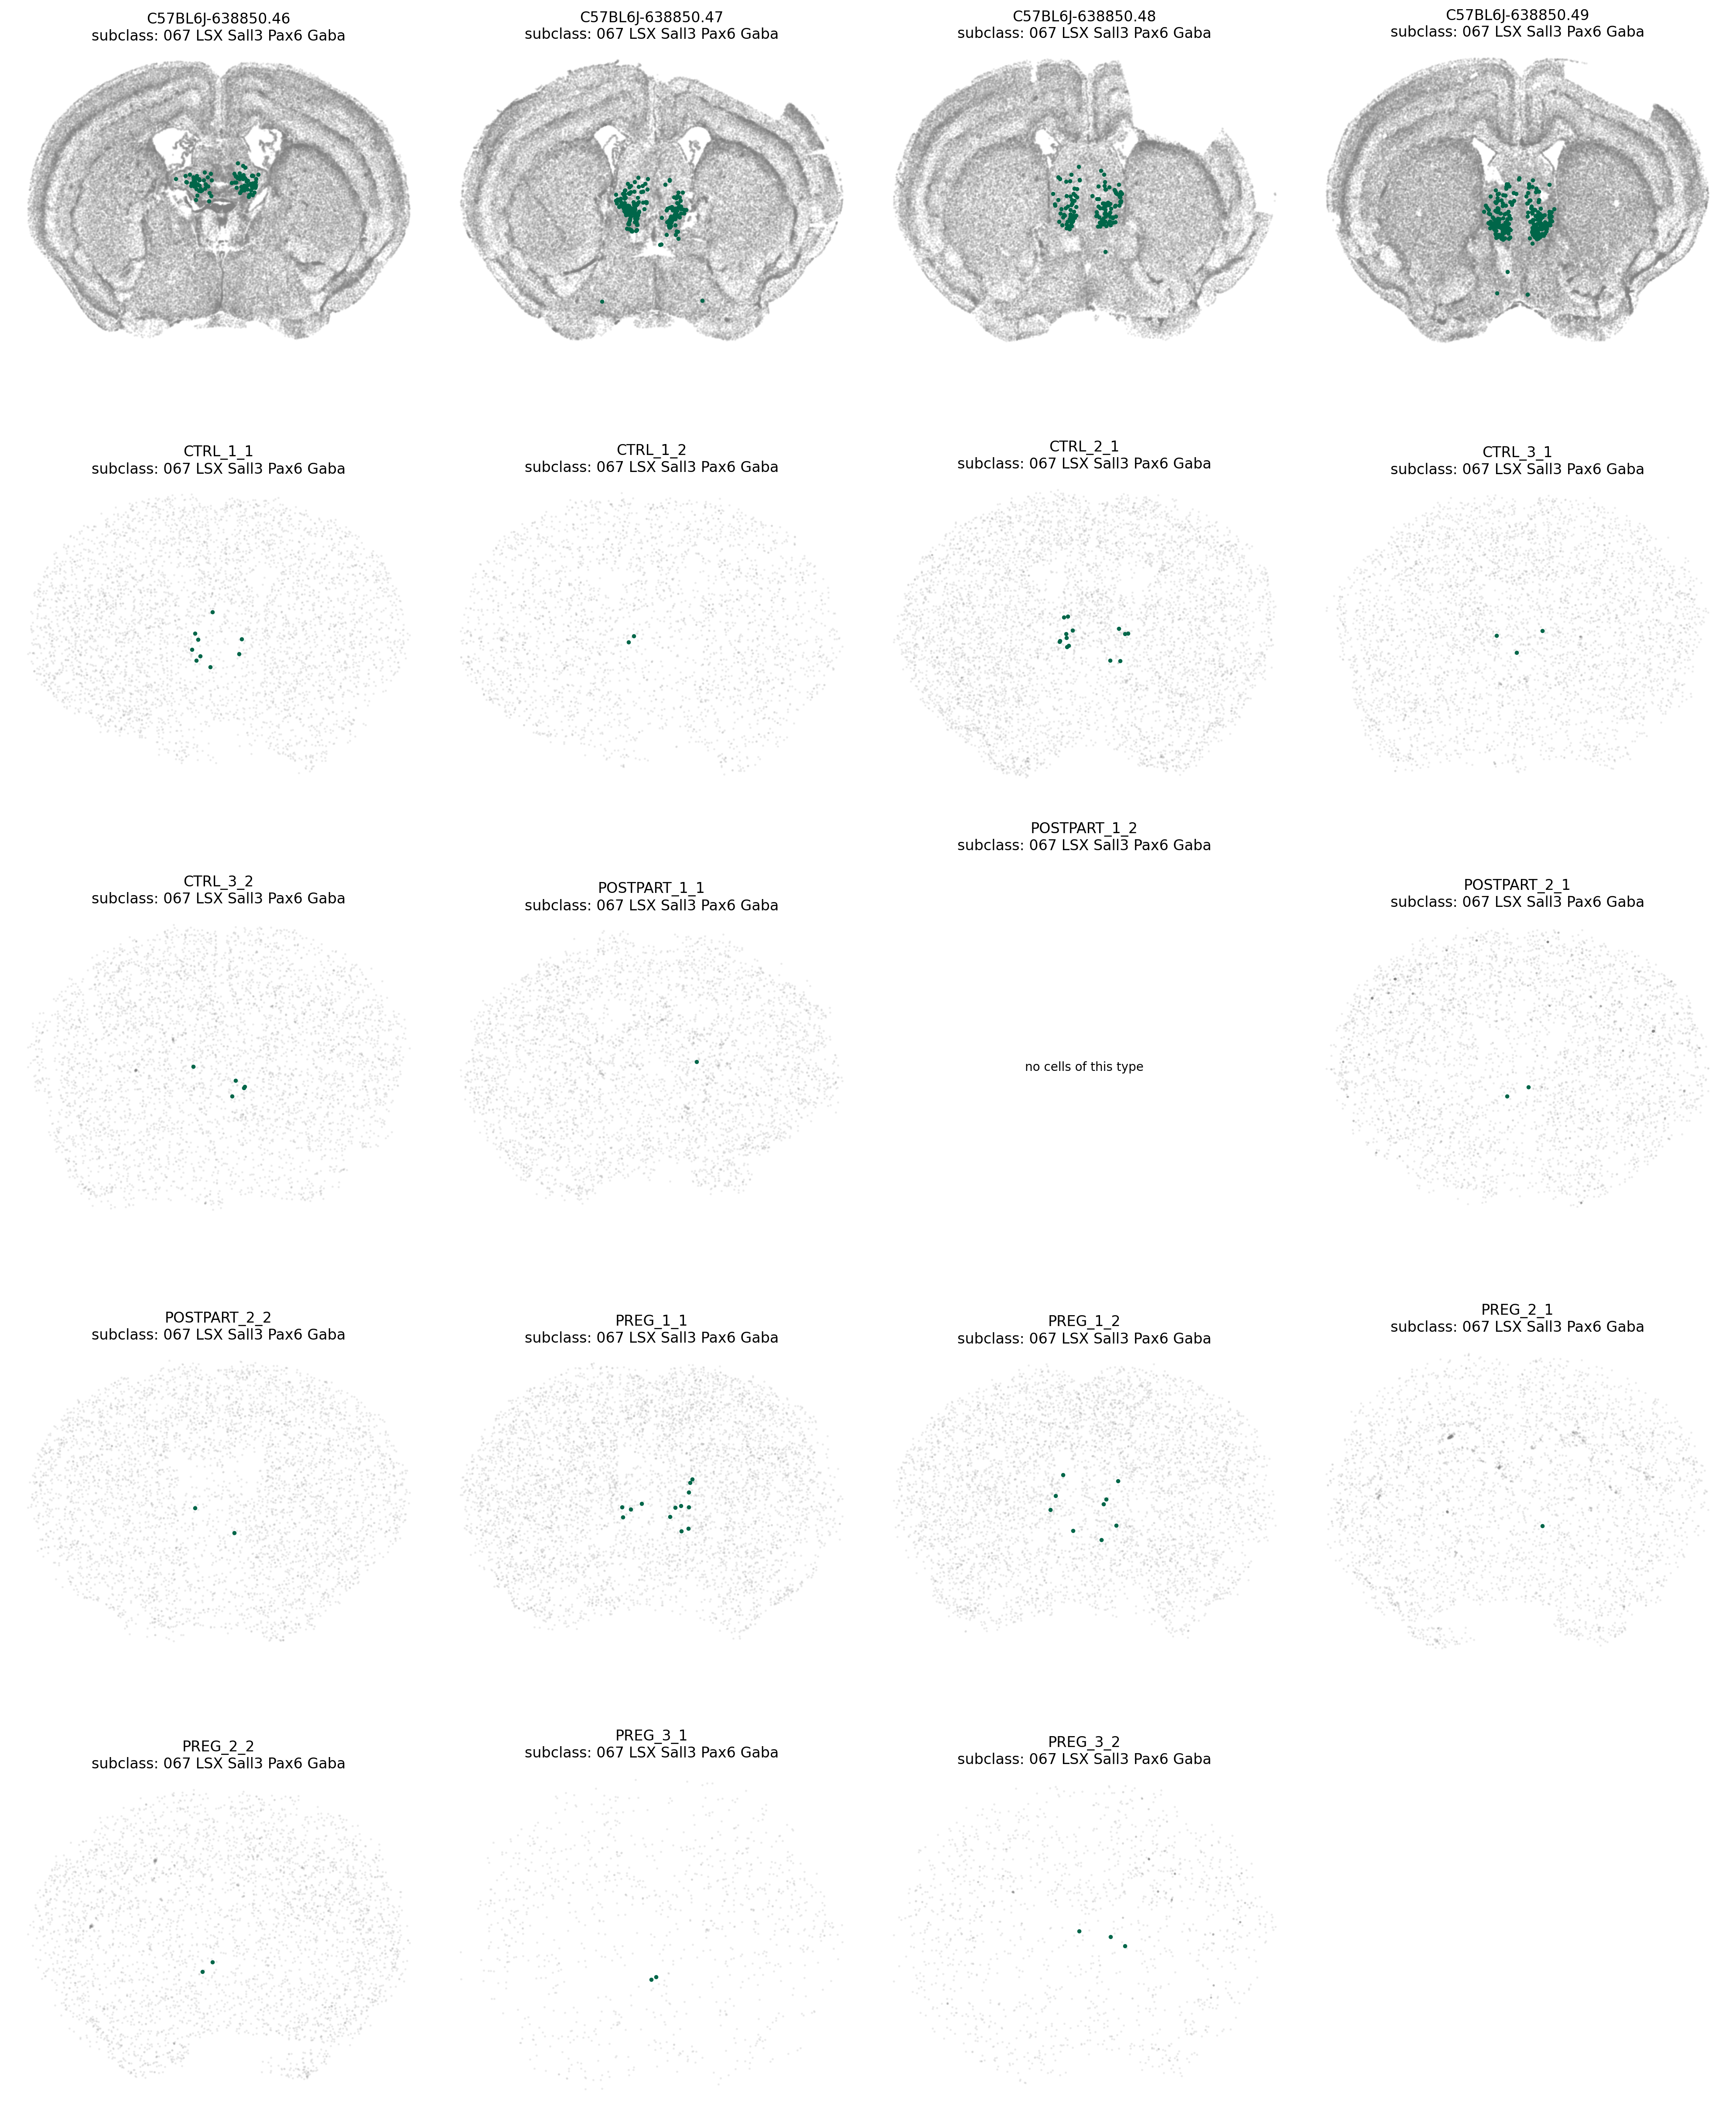 C57BL6J-638850.46
subclass: 067 LSX Sall3 Pax6 Gaba
C57BL6J-638850.47
subclass: 067 LSX Sall3 Pax6 Gaba
C57BL6J-638850.48
subclass: 067 LSX Sall3 Pax6 Gaba
C57BL6J-638850.49
subclass: 067 LSX Sall3 Pax6 Gaba
CTRL_1_1
subclass: 067 LSX Sall3 Pax6 Gaba
CTRL_1_2
subclass: 067 LSX Sall3 Pax6 Gaba
CTRL_2_1
subclass: 067 LSX Sall3 Pax6 Gaba
CTRL_3_1
subclass: 067 LSX Sall3 Pax6 Gaba
CTRL_3_2
subclass: 067 LSX Sall3 Pax6 Gaba
POSTPART_1_1
subclass: 067 LSX Sall3 Pax6 Gaba
POSTPART_1_2
subclass: 067 LSX Sall3 Pax6 Gaba
no cells of this type
POSTPART_2_1
subclass: 067 LSX Sall3 Pax6 Gaba
POSTPART_2_2
subclass: 067 LSX Sall3 Pax6 Gaba
PREG_1_1
subclass: 067 LSX Sall3 Pax6 Gaba
PREG_1_2
subclass: 067 LSX Sall3 Pax6 Gaba
PREG_2_1
subclass: 067 LSX Sall3 Pax6 Gaba
PREG_2_2
subclass: 067 LSX Sall3 Pax6 Gaba
PREG_3_1
subclass: 067 LSX Sall3 Pax6 Gaba
PREG_3_2
subclass: 067 LSX Sall3 Pax6 Gaba